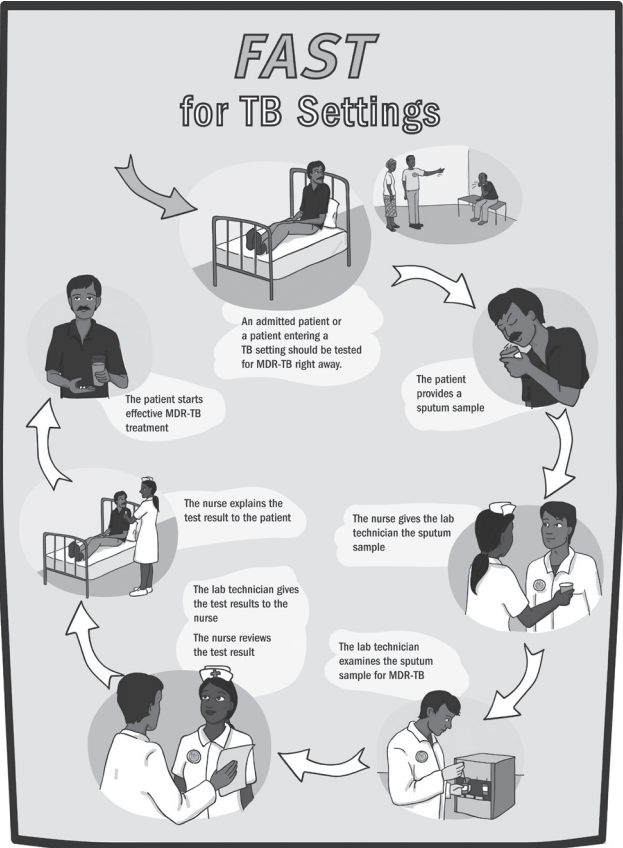 FAST
for TB Settings
An admitted patient or
a patient entering a
TB setting should be tested
for MDR-TB right away.
The patient
provides a
sputum sample
The nurse gives the lab
technician the sputum
sample
The lab technician
examines the sputum
sample for MDR-TB
The lab technician gives
the test results to the
nurse
The nurse reviews
the test result
The nurse explains the
test result to the patient
The patient starts
effective MDR-TB
treatment